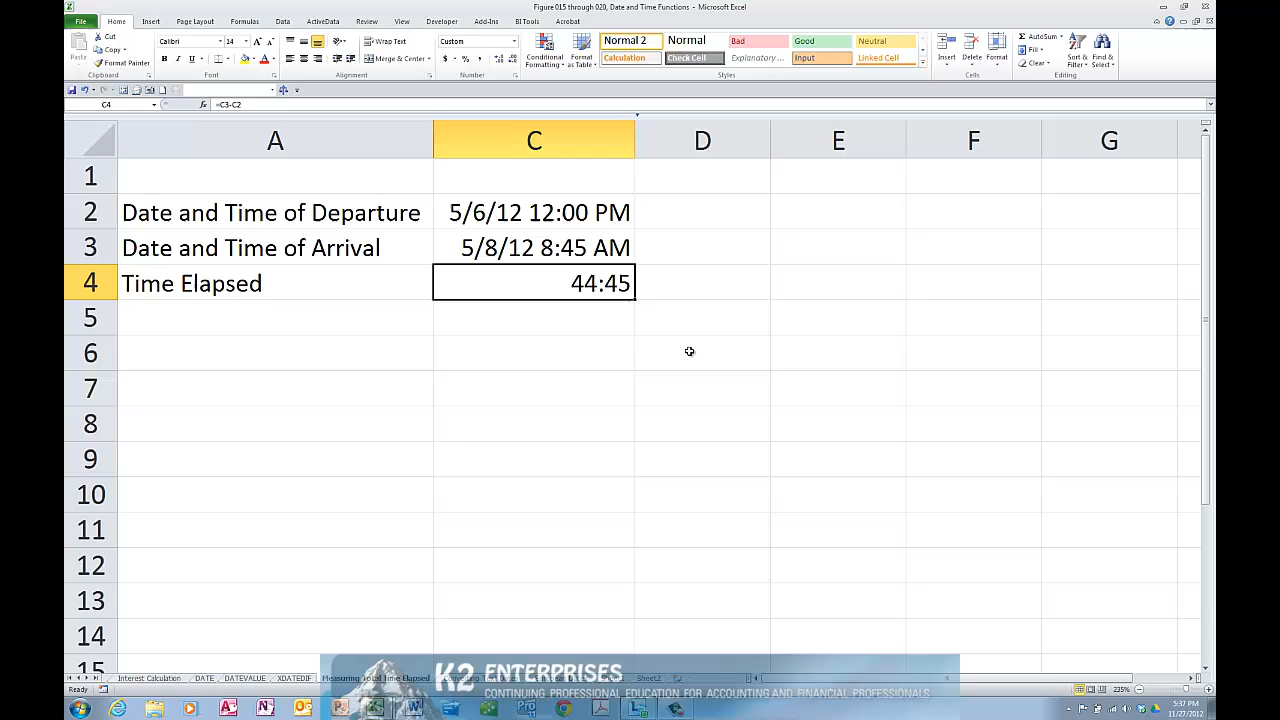 Figure 015 through 020, Date and Time Functions - Microsoft Excel
File Home Insert Page Layout Formulas Data ActiveData Review View Developer Add-Ins BI Tools Acrobat
Cut
Copy
Format Painter
Paste
Clipboard
Calibri 14
Font
Wrap Text
Merge & Center
Alignment
Custom
Number
Conditional Formatting
Format as Table
Normal 2 Normal Bad Good Neutral
Calculation Check Cell Explanatory ... Input Linked Cell
Styles
Insert Delete Format
Cells
AutoSum
Fill
Clear
Sort & Filter
Find & Select
Editing
C4 fx =C3-C2
A C D E F G
1
2 Date and Time of Departure 5/6/12 12:00 PM
3 Date and Time of Arrival 5/8/12 8:45 AM
4 Time Elapsed 44:45
5
6
7
8
9
10
11
12
13
14
15
Interest Calculation DATE DATEVALUE XDATEDIF Measuring Total Time Elapsed Sheet2
K2 ENTERPRISES
CONTINUING PROFESSIONAL EDUCATION FOR ACCOUNTING AND FINANCIAL PROFESSIONALS
Ready 235%
5:37 PM
11/27/2012